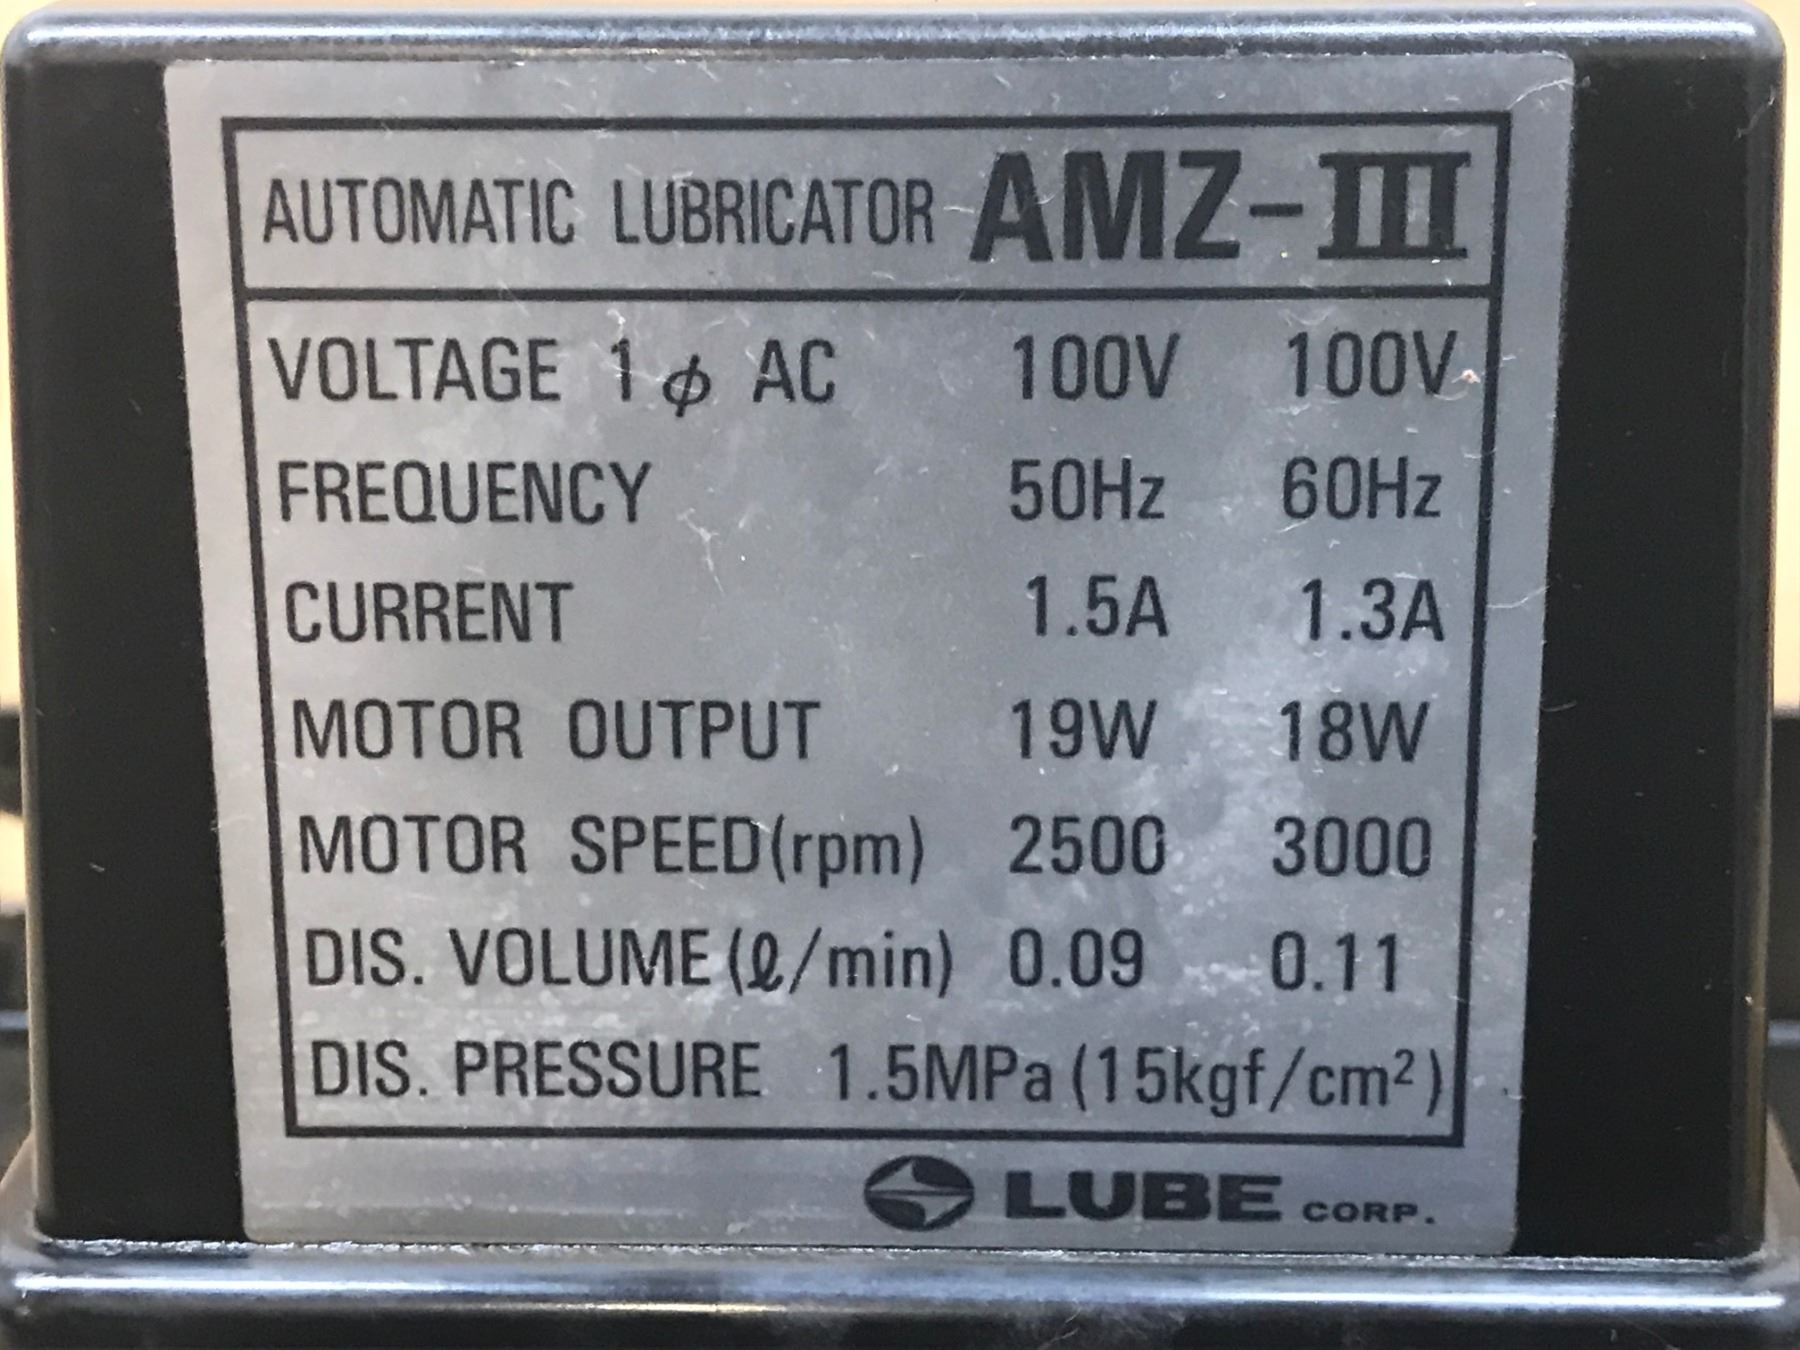 AUTOMATIC LUBRICATOR AMZ-III
VOLTAGE 1ϕ AC 100V 100V
FREQUENCY 50Hz 60Hz
CURRENT 1.5A 1.3A
MOTOR OUTPUT 19W 18W
MOTOR SPEED(rpm) 2500 3000
DIS. VOLUME(ℓ/min) 0.09 0.11
DIS. PRESSURE 1.5MPa(15kgf/cm²)
LUBE CORP.